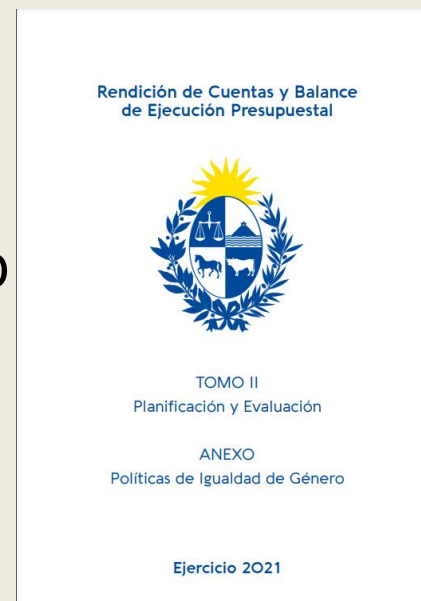 Rendición de Cuentas y Balance
de Ejecución Presupuestal
TOMO II
Planificación y Evaluación
ANEXO
Políticas de Igualdad de Género
Ejercicio 2021